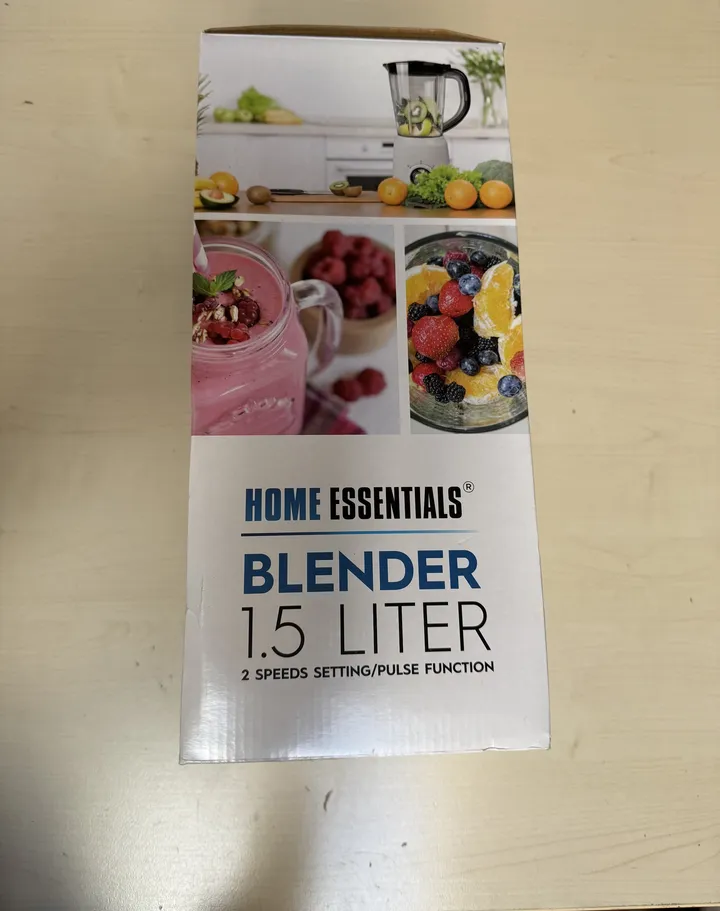 HOME ESSENTIALS®
BLENDER
1.5 LITER
2 SPEEDS SETTING/PULSE FUNCTION